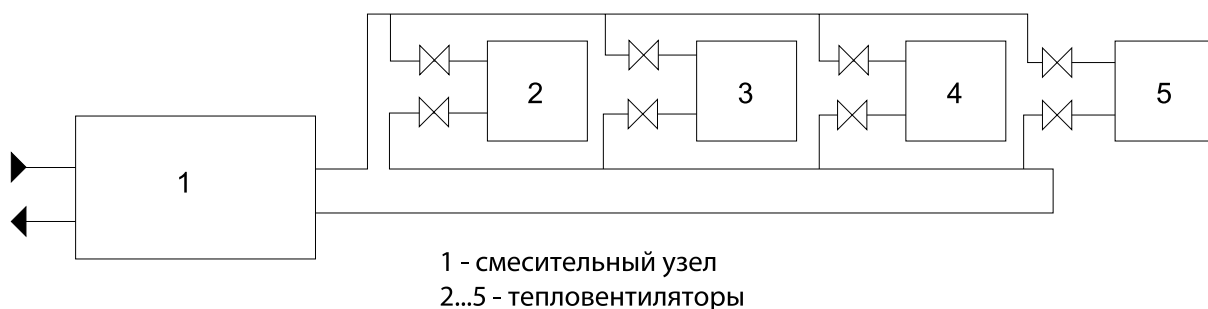 2
3
4
5
1
1 - смесительный узел
2...5 - тепловентиляторы